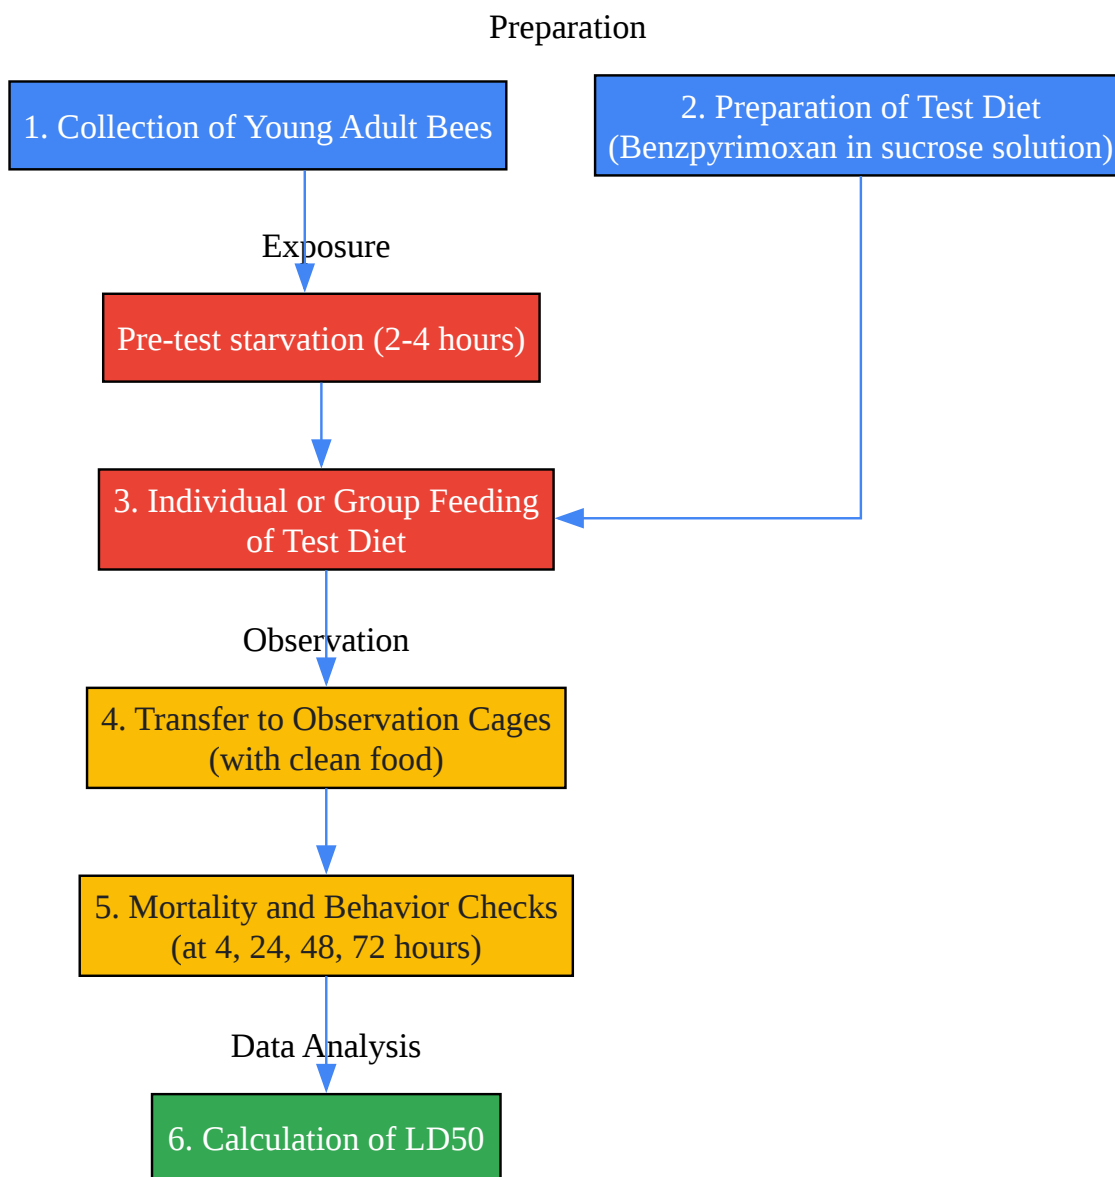 Preparation
1. Collection of Young Adult Bees
2. Preparation of Test Diet
(Benzpyrimoxan in sucrose solution)
Exposure
Pre-test starvation (2-4 hours)
3. Individual or Group Feeding
of Test Diet
Observation
4. Transfer to Observation Cages
(with clean food)
5. Mortality and Behavior Checks
(at 4, 24, 48, 72 hours)
Data Analysis
6. Calculation of LD50